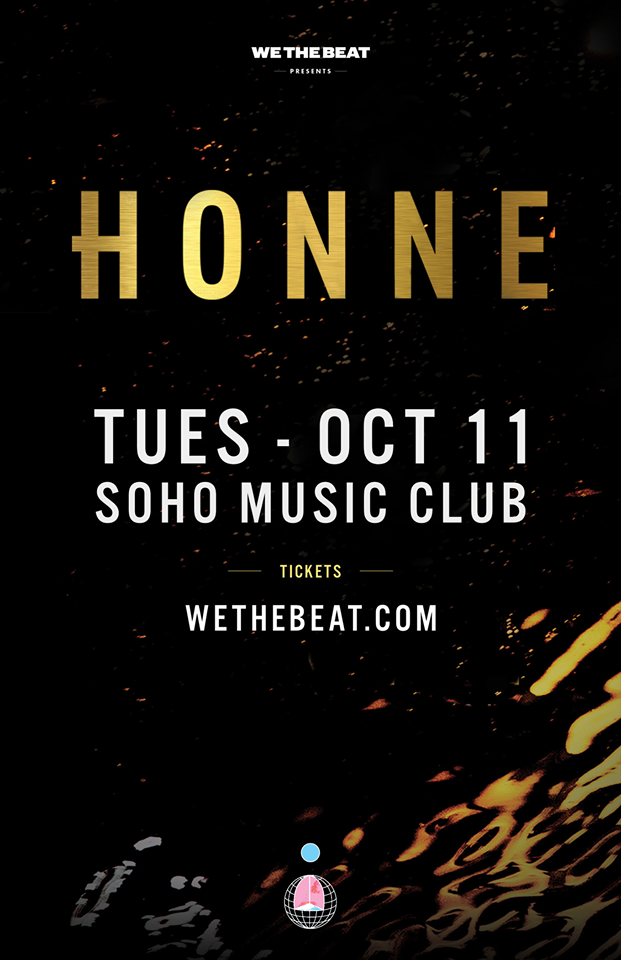 WE THE BEAT
PRESENTS
HONNE
TUES - OCT 11
SOHO MUSIC CLUB
TICKETS
WETHEBEAT.COM